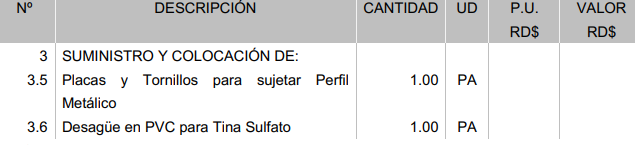 Nº DESCRIPCIÓN CANTIDAD UD P.U. VALOR
RD$ RD$
3 SUMINISTRO Y COLOCACIÓN DE:
3.5 Placas y Tornillos para sujetar Perfil 1.00 PA
Metálico
3.6 Desagüe en PVC para Tina Sulfato 1.00 PA